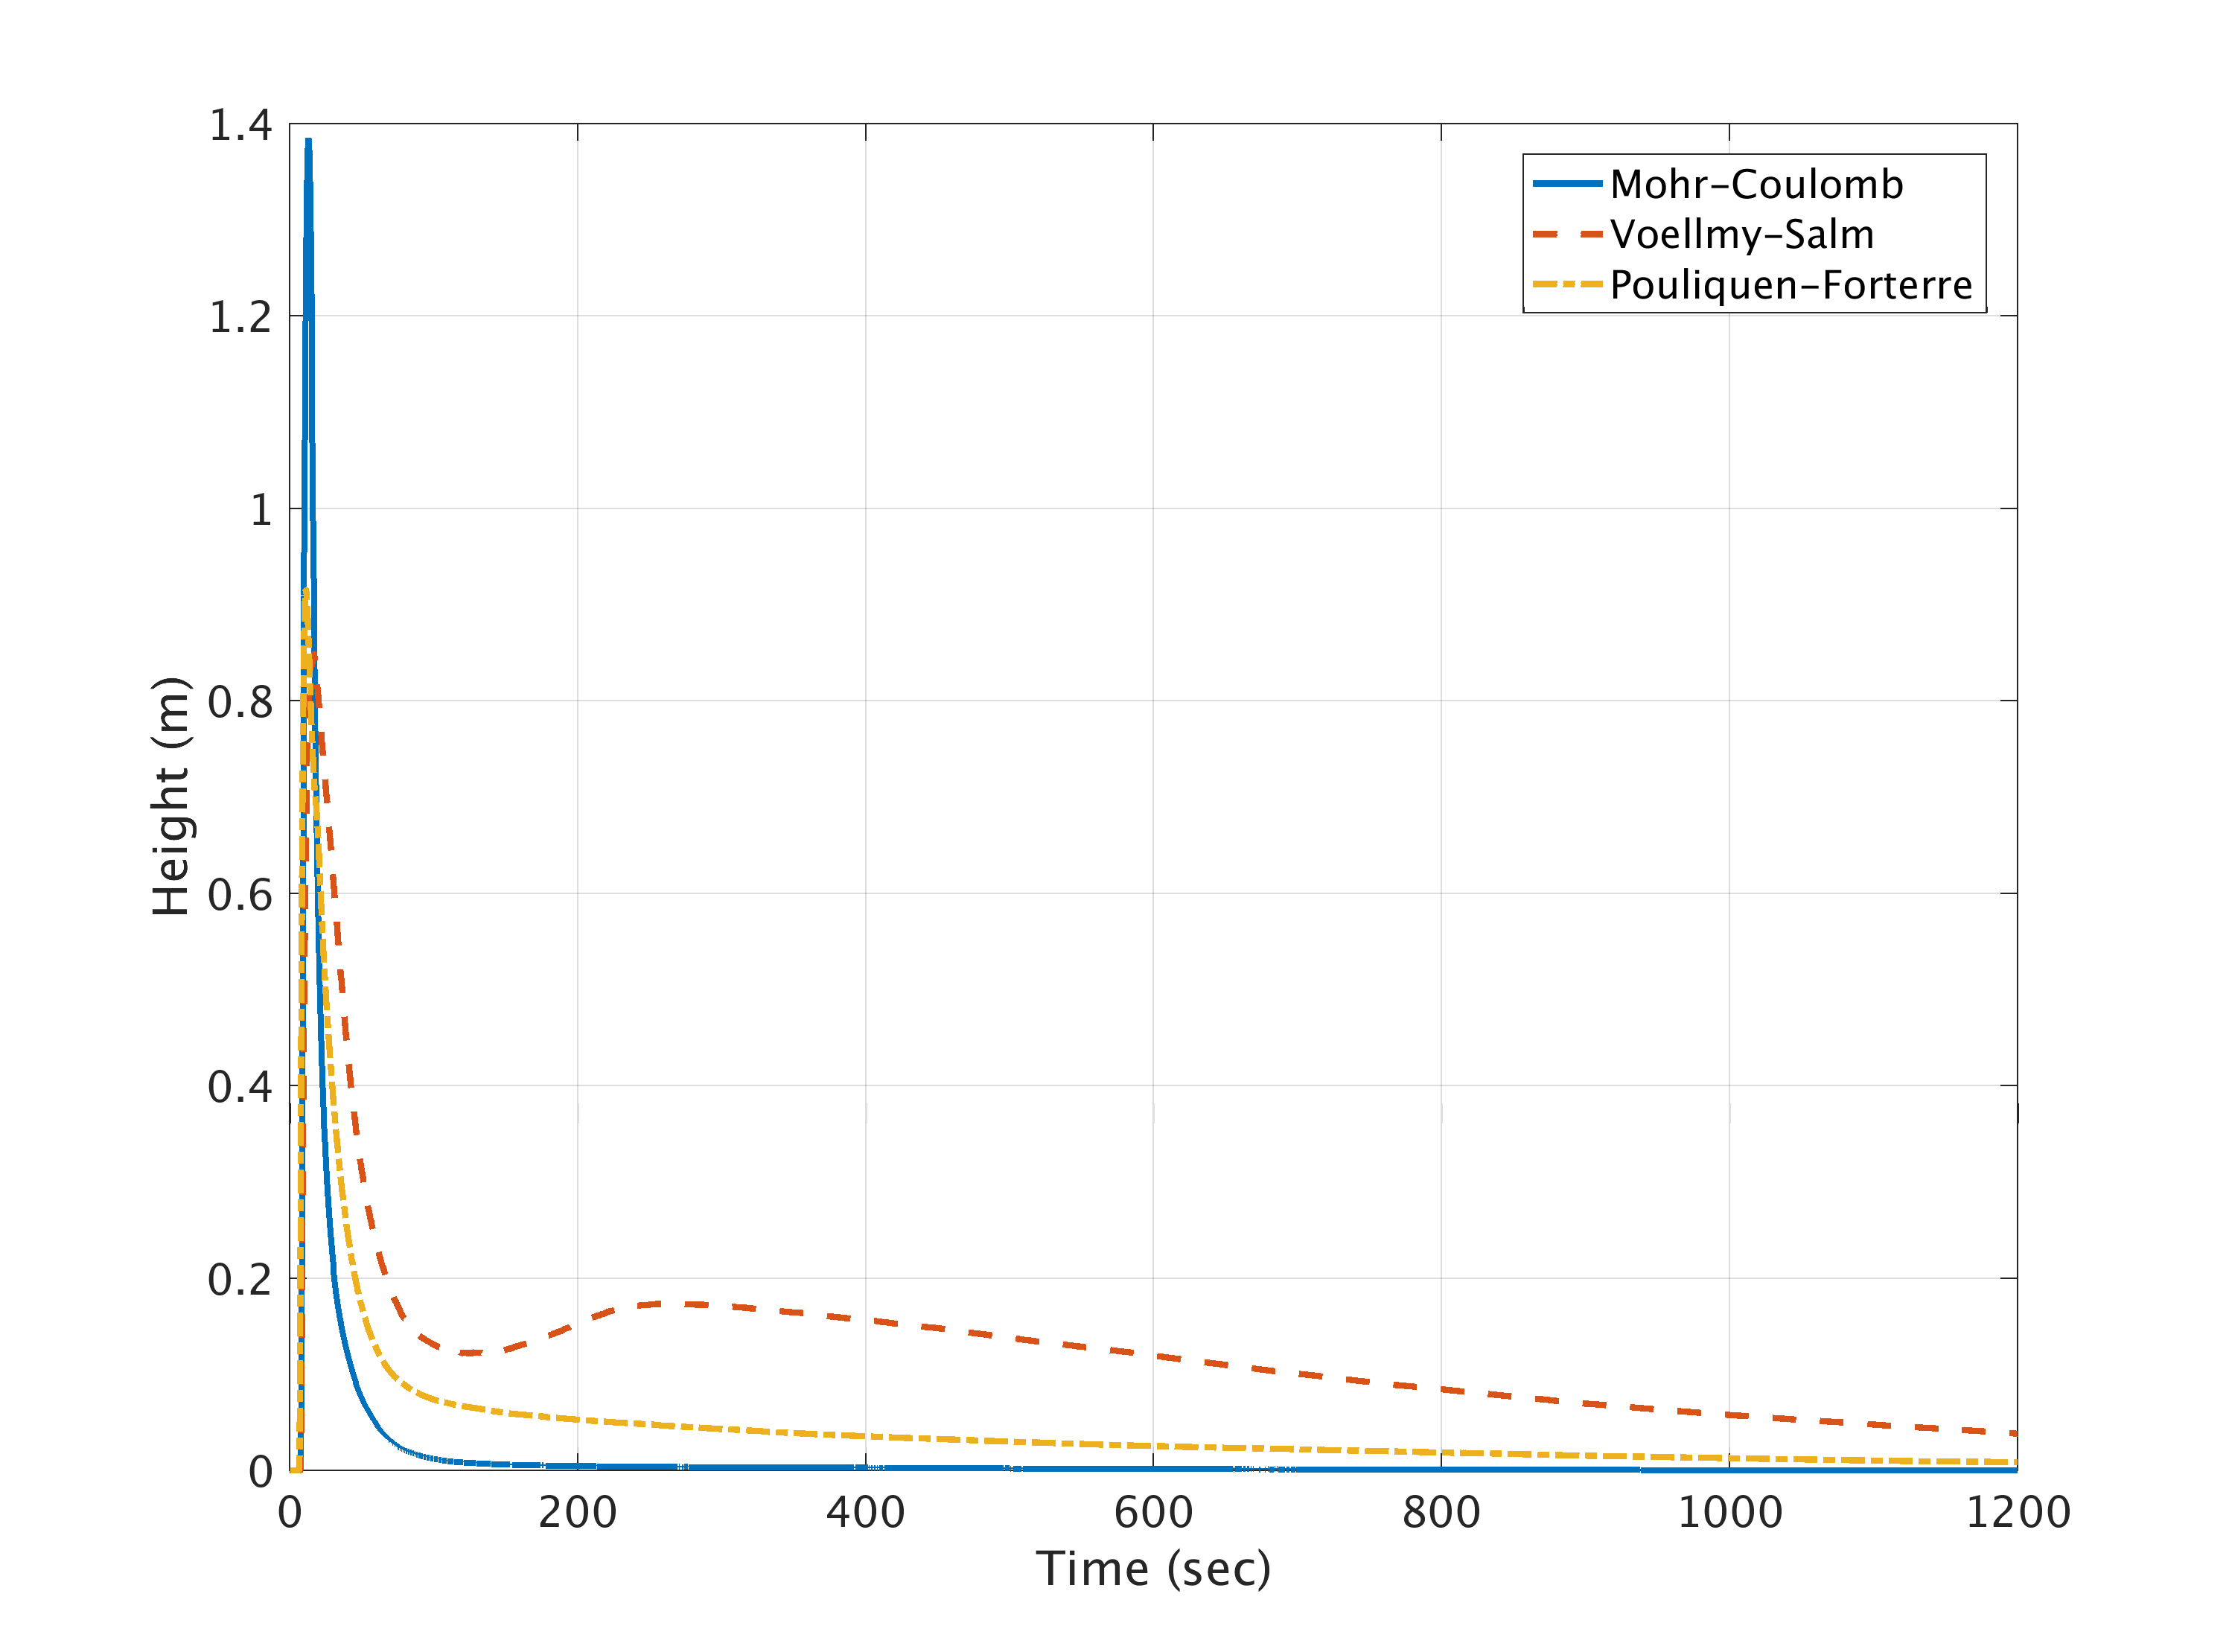 1.4
1.2
1
0.8
0.6
0.4
0.2
0
Height (m)
Mohr-Coulomb
Voellmy-Salm
Pouliquen-Forterre
0 200 400 600 800 1000 1200
Time (sec)